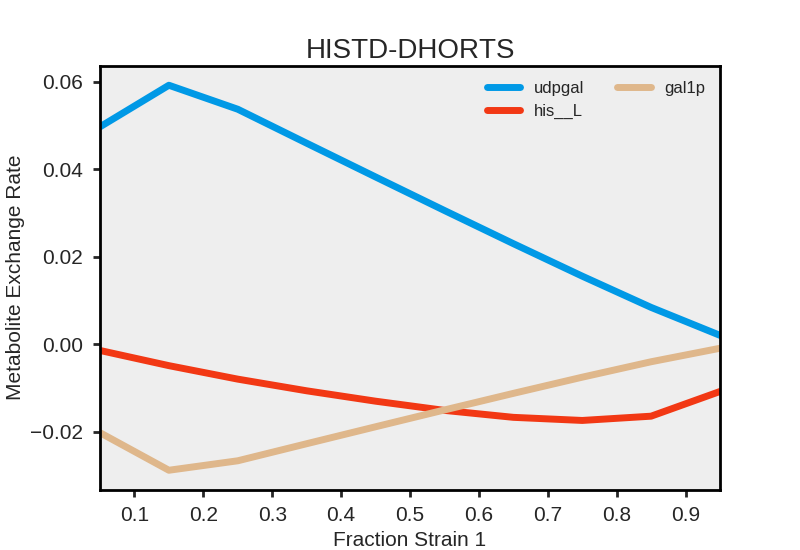 HISTD-DHORTS
udpgal
his__L
gal1p
Metabolite Exchange Rate
0.06
0.04
0.02
0.00
−0.02
0.1 0.2 0.3 0.4 0.5 0.6 0.7 0.8 0.9
Fraction Strain 1